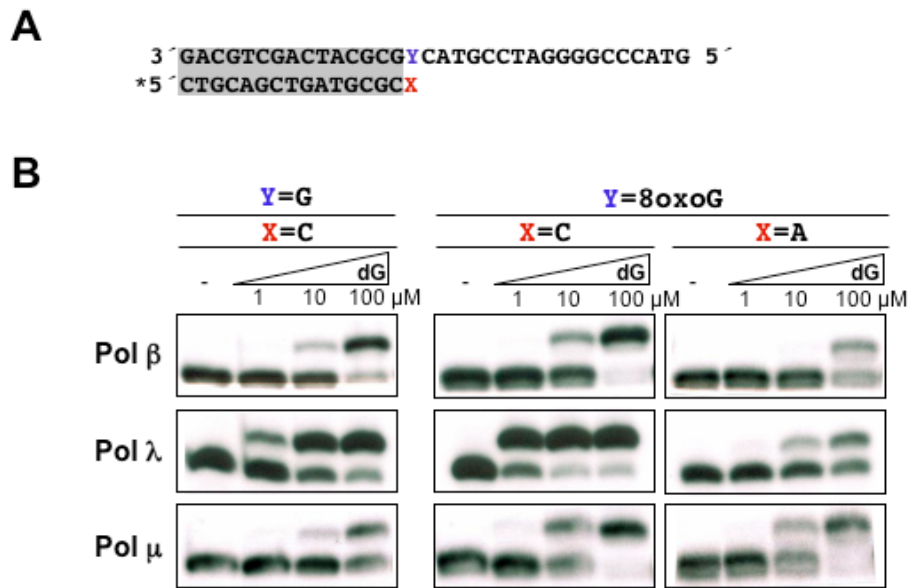 A
3´GACGTCGACTACGCGYCATGCCTAGGGGCCCATG 5´
*5´CTGCAGCTGATGCGCX
B
Y=G
Y=8oxoG
X=C
X=C
X=A
dG
dG
dG
- 1 10 100 µM
- 1 10 100 µM
- 1 10 100 µM
Pol β
Pol λ
Pol µ